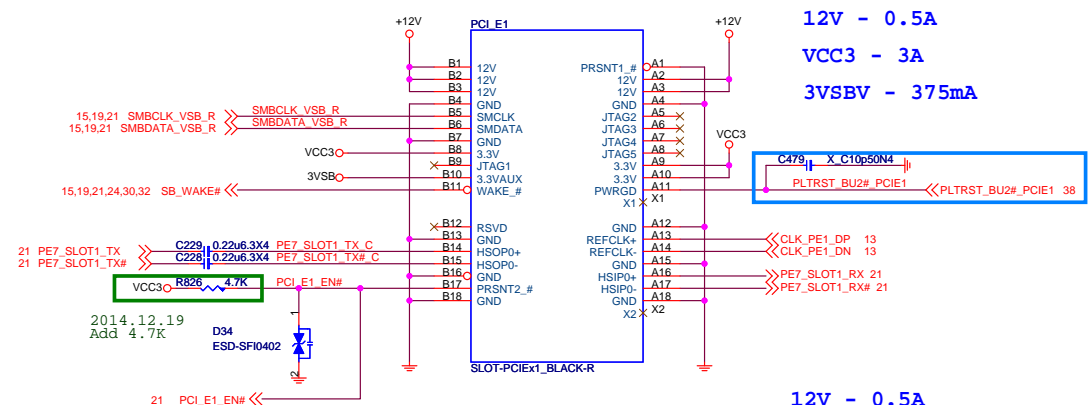 +12V
PCI_E1
+12V
12V - 0.5A
VCC3 - 3A
3VSBV - 375mA
B1 12V
B2 12V
B3 12V
B4 GND
15,19,21 SMBCLK_VSB_R SMBCLK_VSB_R B5 SMCLK
15,19,21 SMBDATA_VSB_R SMBDATA_VSB_R B6 SMDATA
B7 GND
VCC3 B8 3.3V
B9 JTAG1
3VSB B10 3.3VAUX
15,19,21,24,30,32 SB_WAKE# B11 WAKE_#
B12 RSVD
B13 GND
21 PE7_SLOT1_TX C229 0.22u6.3X4 PE7_SLOT1_TX_C B14 HSOP0+
21 PE7_SLOT1_TX# C228 0.22u6.3X4 PE7_SLOT1_TX#_C B15 HSOP0-
B16 GND
VCC3 R826 4.7K PCI_E1_EN# B17 PRSNT2_#
B18 GND
PRSNT1_# A1
12V A2
12V A3
GND A4
JTAG2 A5
JTAG3 A6
JTAG4 A7
JTAG5 A8
VCC3
3.3V A9
3.3V A10
PWRGD A11
X1 X1
C479 X_C10p50N4
PLTRST_BU2#_PCIE1 PLTRST_BU2#_PCIE1 38
GND A12
REFCLK+ A13 CLK_PE1_DP 13
REFCLK- A14 CLK_PE1_DN 13
GND A15
HSIP0+ A16 PE7_SLOT1_RX 21
HSIP0- A17 PE7_SLOT1_RX# 21
GND A18
X2 X2
2014.12.19
Add 4.7K
1
D34
ESD-SFI0402
2
SLOT-PCIEx1_BLACK-R
21 PCI_E1_EN#
12V - 0.5A